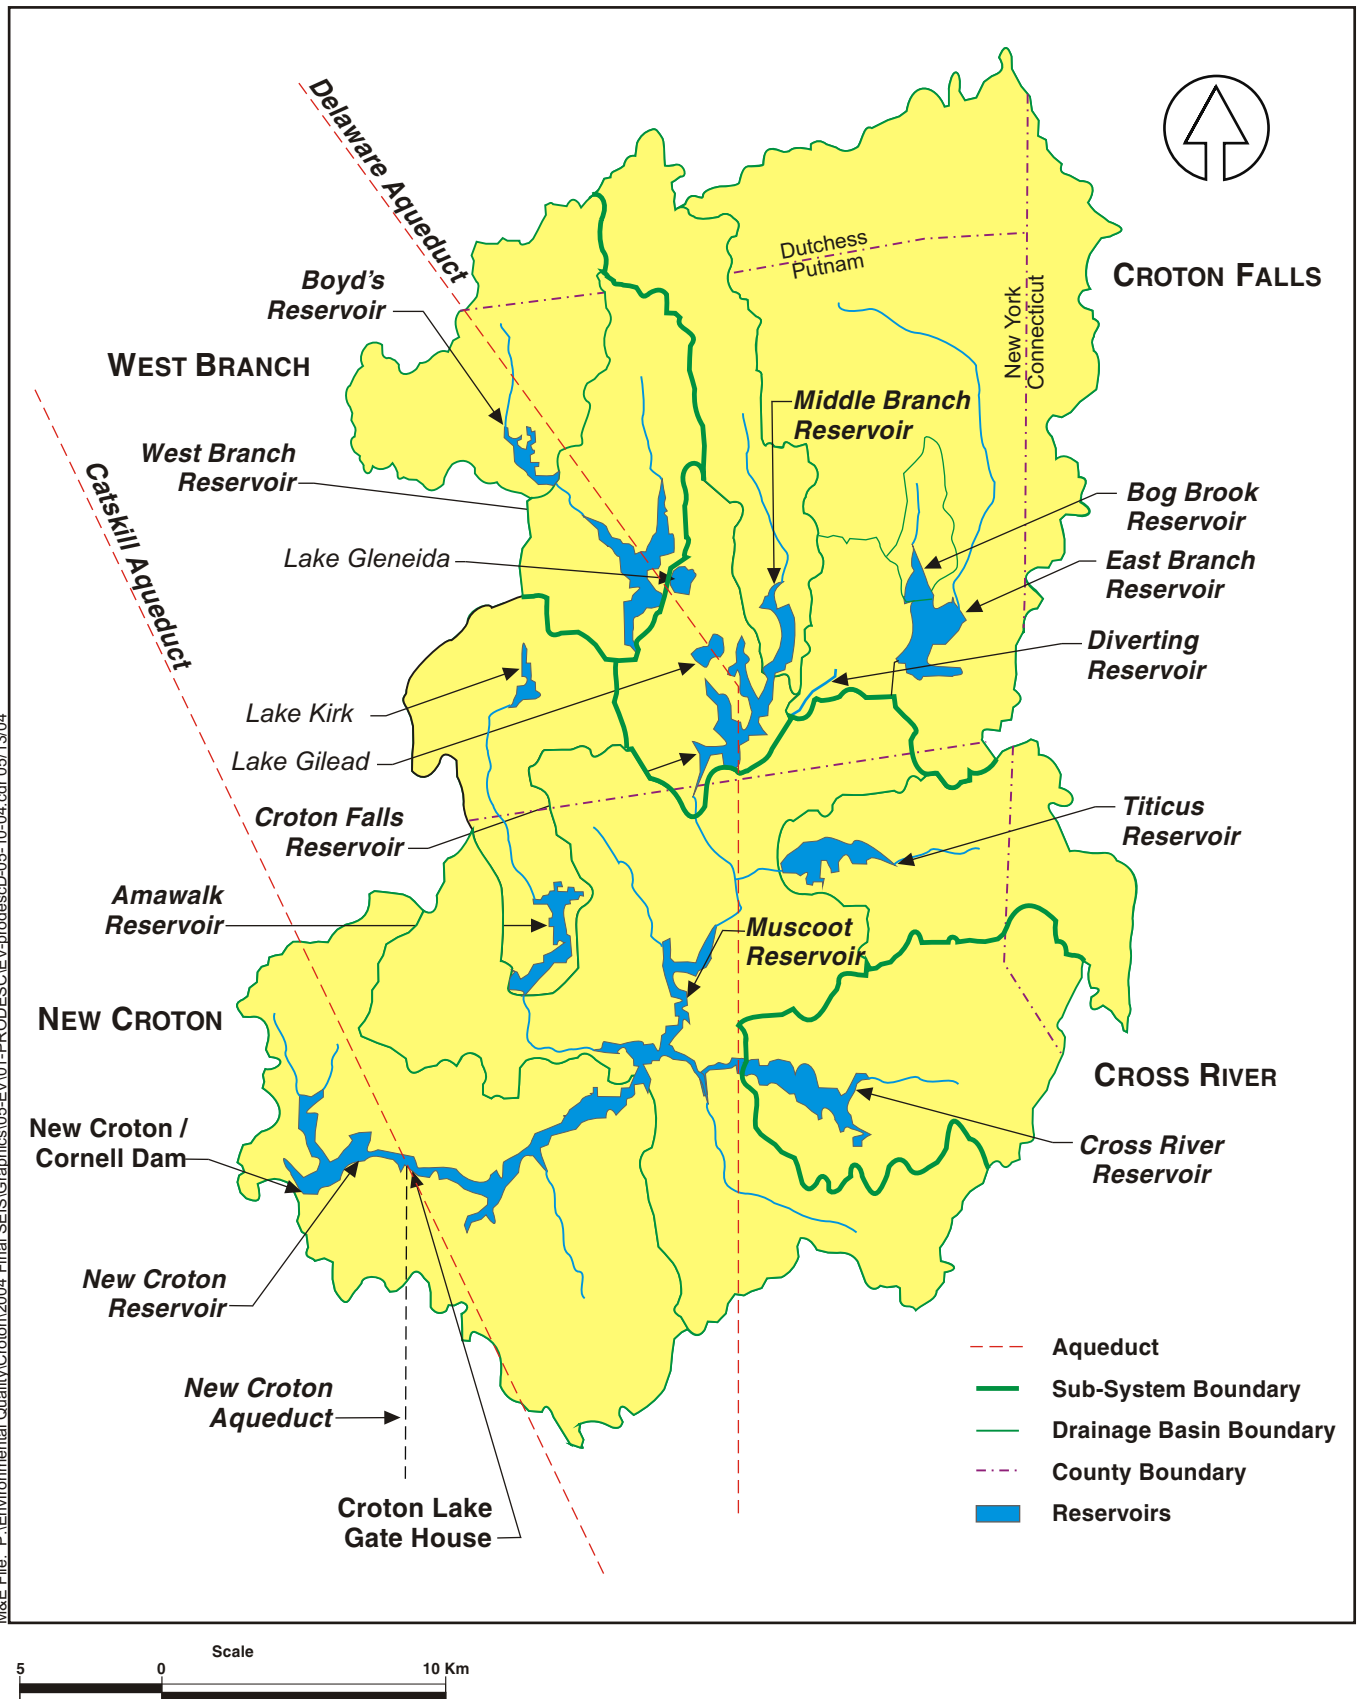 Delaware Aqueduct
Dutchess
Putnam
CROTON FALLS
Boyd's
Reservoir
New York
Connecticut
WEST BRANCH
Middle Branch
Reservoir
West Branch
Reservoir
Catskill Aqueduct
Bog Brook
Reservoir
Lake Gleneida
East Branch
Reservoir
Diverting
Reservoir
Lake Kirk
Lake Gilead
Croton Falls
Reservoir
Titicus
Reservoir
Amawalk
Reservoir
Muscoot
Reservoir
NEW CROTON
CROSS RIVER
New Croton /
Cornell Dam
Cross River
Reservoir
New Croton
Reservoir
New Croton
Aqueduct
Croton Lake
Gate House
Aqueduct
Sub-System Boundary
Drainage Basin Boundary
County Boundary
Reservoirs
Scale
5 0 10 Km